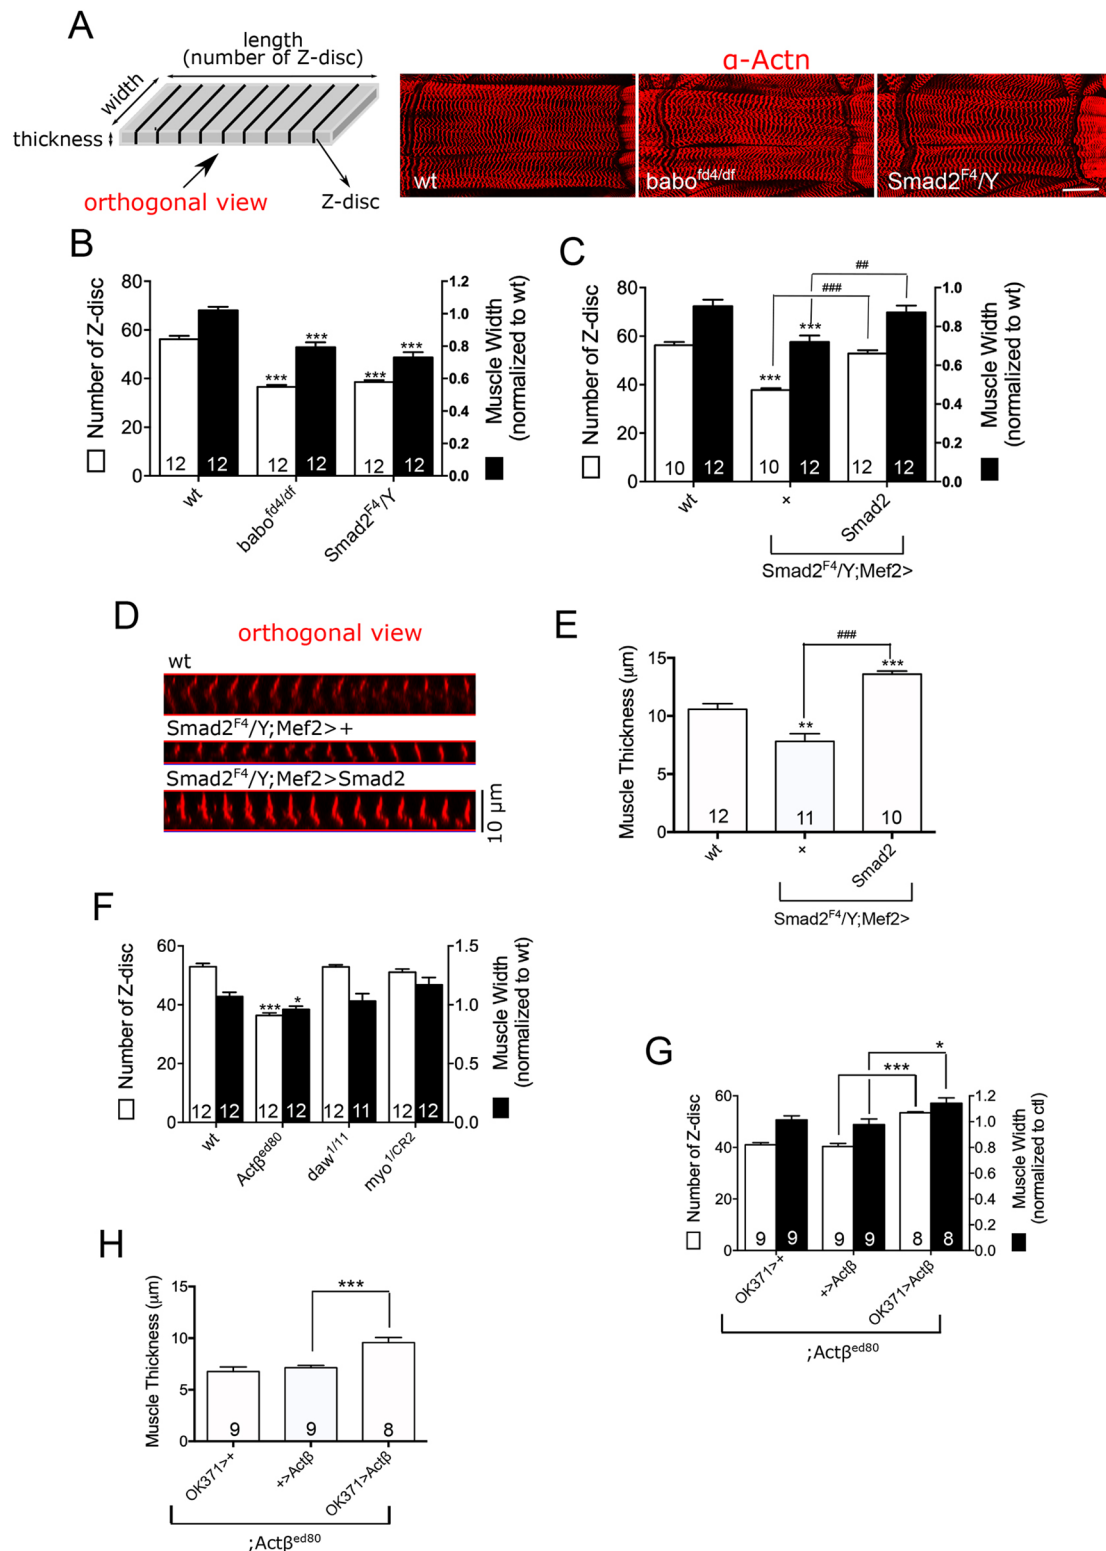 A
length
(number of Z-disc)
width
thickness
orthogonal view
Z-disc
α-Actn
wt
babo^fd4/df
Smad2^F4/Y
B
Number of Z-disc
80
60
40
20
0
1.2
1.0
0.8
0.6
0.4
0.2
0.0
Muscle Width
(normalized to wt)
*** *** *** ***
12 12 12 12 12 12
wt
babo^fd4/df
Smad2^F4/Y
C
Number of Z-disc
80
60
40
20
0
1.0
0.8
0.6
0.4
0.2
0.0
Muscle Width
(normalized to wt)
##
###
*** ***
10 12 10 12 12 12
wt
+
Smad2
Smad2^F4/Y;Mef2>
D
orthogonal view
wt
Smad2^F4/Y;Mef2>+
Smad2^F4/Y;Mef2>Smad2
10 μm
E
Muscle Thickness (μm)
15
10
5
0
###
** ***
12 11 10
wt
+
Smad2
Smad2^F4/Y;Mef2>
F
Number of Z-disc
60
40
20
0
1.5
1.0
0.5
0.0
Muscle Width
(normalized to wt)
*** *
12 12 12 12 12 11 12 12
wt
Actβ^ed80
daw^1/11
myo^1/CR2
G
Number of Z-disc
60
40
20
0
1.2
1.0
0.8
0.6
0.4
0.2
0.0
Muscle Width
(normalized to ctl)
*
***
9 9 9 9 8 8
OK371>+
+>Actβ
OK371>Actβ
;Actβ^ed80
H
Muscle Thickness (μm)
15
10
5
0
***
9 9 8
OK371>+
+>Actβ
OK371>Actβ
;Actβ^ed80